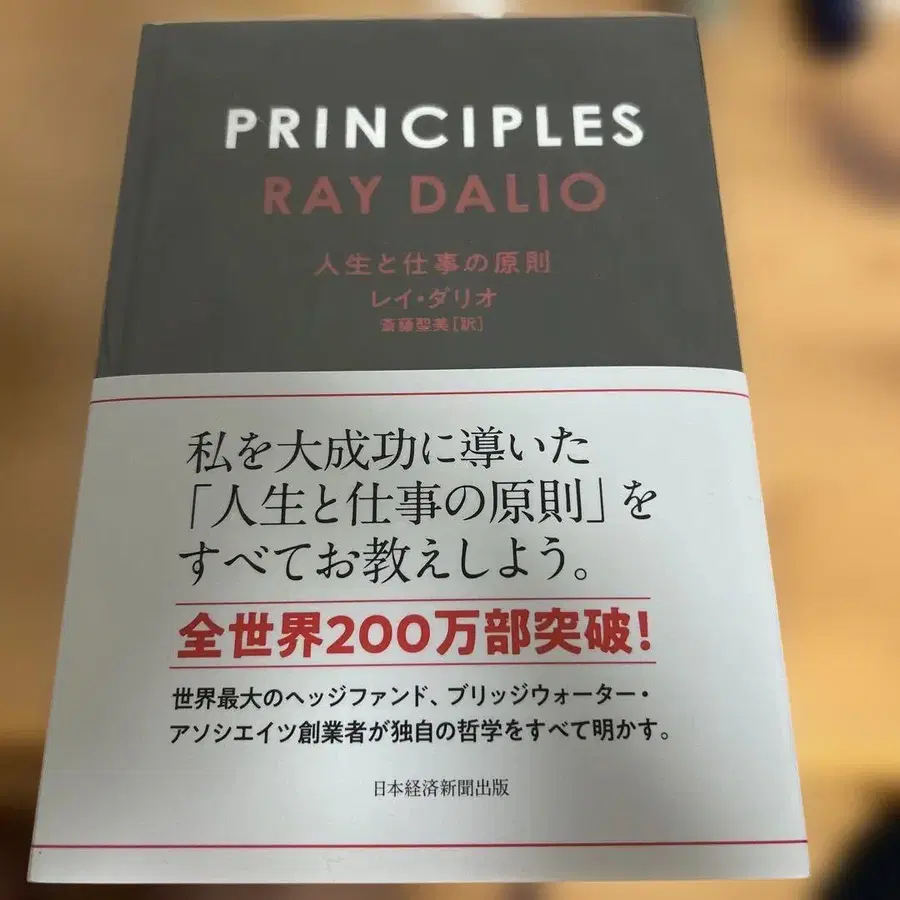 PRINCIPLES
RAY DALIO
人生と仕事の原則
レイ・ダリオ
斎藤聖美[訳]
私を大成功に導いた
「人生と仕事の原則」を
すべてお教えしよう。
全世界200万部突破!
世界最大のヘッジファンド、ブリッジウォーター・
アソシエイツ創業者が独自の哲学をすべて明かす。
日本経済新聞出版